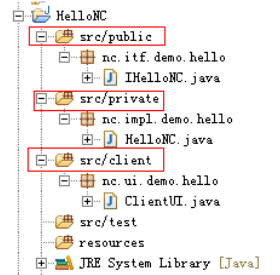 HelloNC
src/public
nc.itf.demo.hello
IHelloNC.java
src/private
nc.impl.demo.hello
HelloNC.java
src/client
nc.ui.demo.hello
ClientUI.java
src/test
resources
JRE System Library [Java]